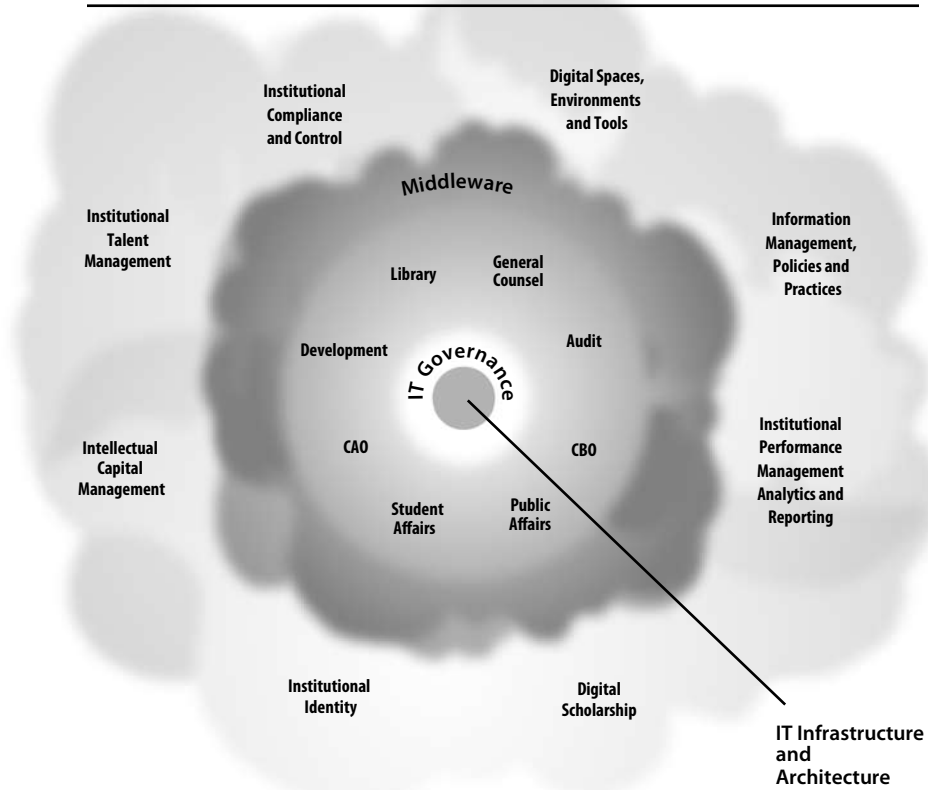 Institutional
Compliance
and Control
Digital Spaces,
Environments
and Tools
Middleware
Institutional
Talent
Management
Information
Management,
Policies and
Practices
Library
General
Counsel
Development
Audit
IT Governance
Intellectual
Capital
Management
CAO
CBO
Institutional
Performance
Management
Analytics and
Reporting
Student
Affairs
Public
Affairs
Institutional
Identity
Digital
Scholarship
IT Infrastructure
and
Architecture